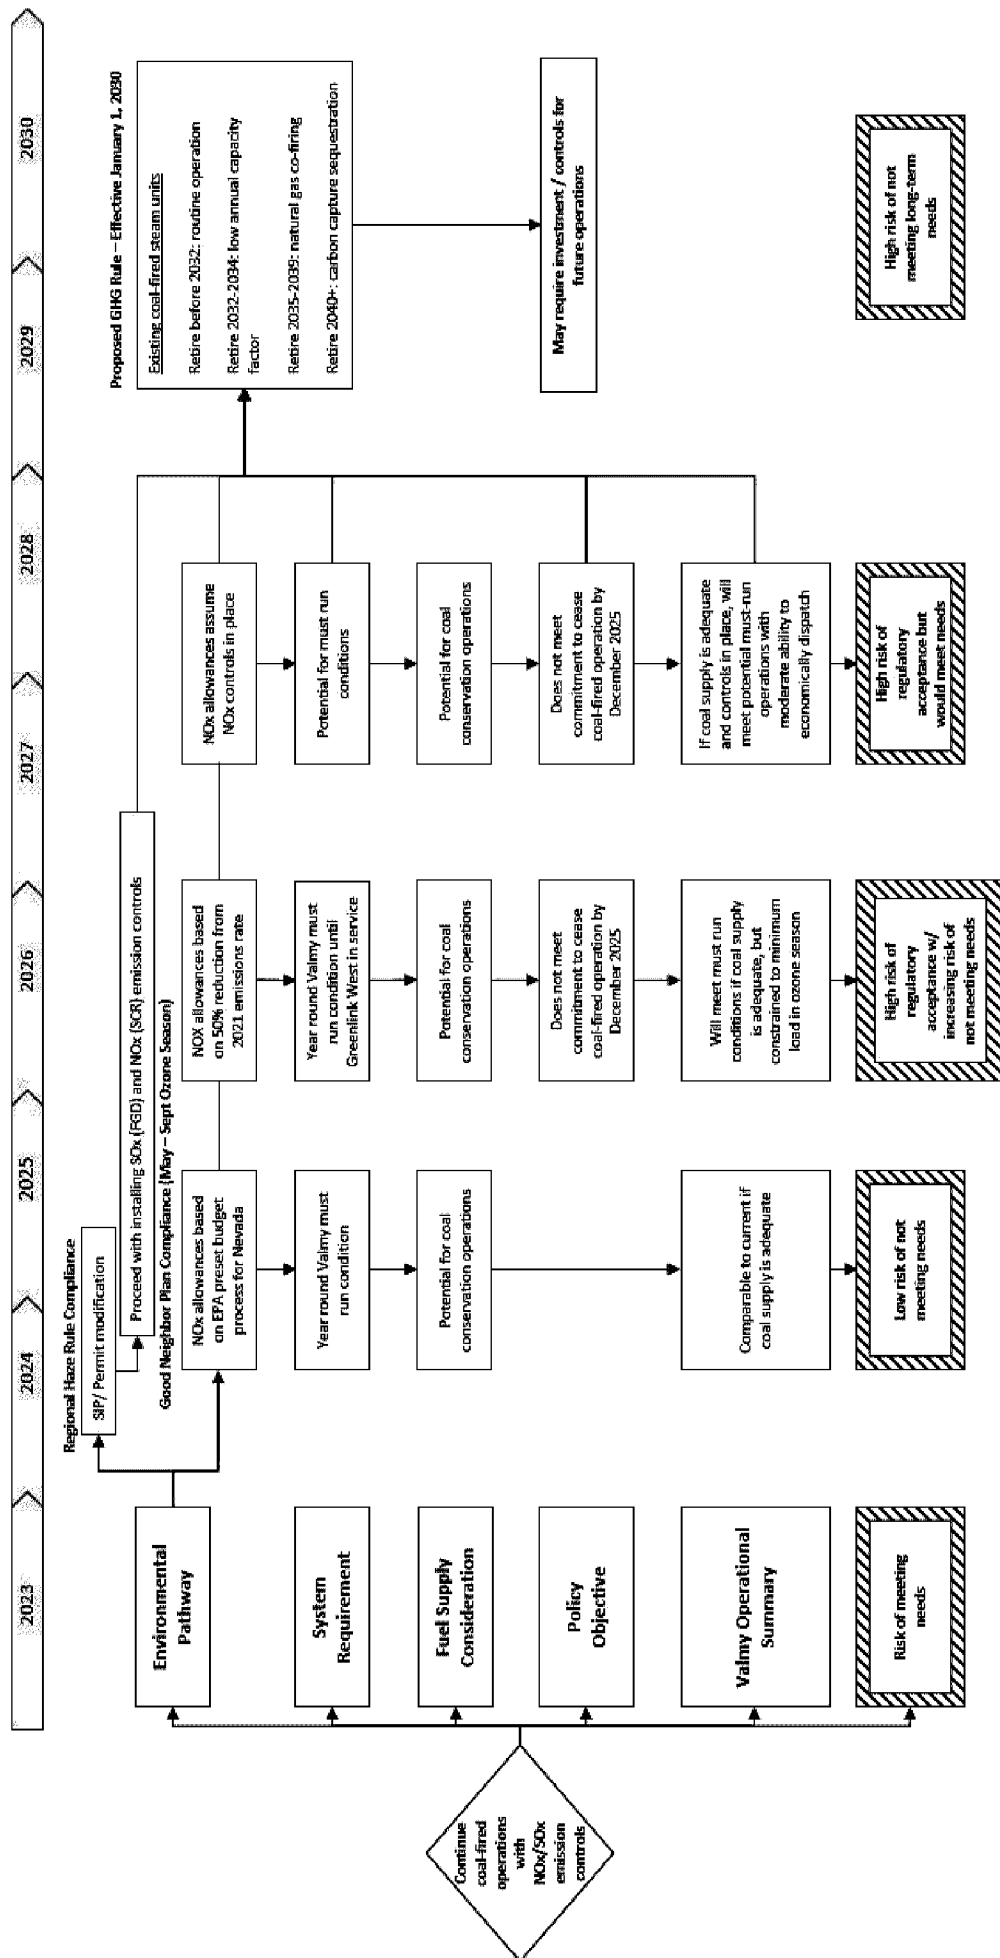 2023
2024
2025
2026
2027
2028
2029
2030
Continue
coal-fired
operations
with
NOx/SOx
emission
controls
Environmental
Pathway
System
Requirement
Fuel Supply
Consideration
Policy
Objective
Valmy Operational
Summary
Risk of meeting
needs
Regional Haze Rule Compliance
SIP/ Permit modification
Proceed with installing SOx (FGD) and NOx (SCR) emission controls
Good Neighbor Plan Compliance (May – Sept Ozone Season)
NOx allowances based
on EPA preset budget
process for Nevada
Year round Valmy must
run condition
Potential for coal
conservation operations
Comparable to current if
coal supply is adequate
Low risk of not
meeting needs
NOX allowances based
on 50% reduction from
2021 emissions rate
Year round Valmy must
run condition until
Greenlink West in service
Potential for coal
conservation operations
Does not meet
commitment to cease
coal-fired operation by
December 2025
Will meet must run
conditions if coal supply
is adequate, but
constrained to minimum
load in ozone season
High risk of
regulatory
acceptance w/
increasing risk of
not meeting needs
NOx allowances assume
NOx controls in place
Potential for must run
conditions
Potential for coal
conservation operations
Does not meet
commitment to cease
coal-fired operation by
December 2025
If coal supply is adequate
and controls in place, will
meet potential must-run
operations with
moderate ability to
economically dispatch
High risk of
regulatory
acceptance but
would meet needs
Proposed GHG Rule – Effective January 1, 2030
Existing coal-fired steam units
Retire before 2032: routine operation
Retire 2032-2034: low annual capacity
factor
Retire 2035-2039: natural gas co-firing
Retire 2040+: carbon capture sequestration
May require investment / controls for
future operations
High risk of not
meeting long-term
needs